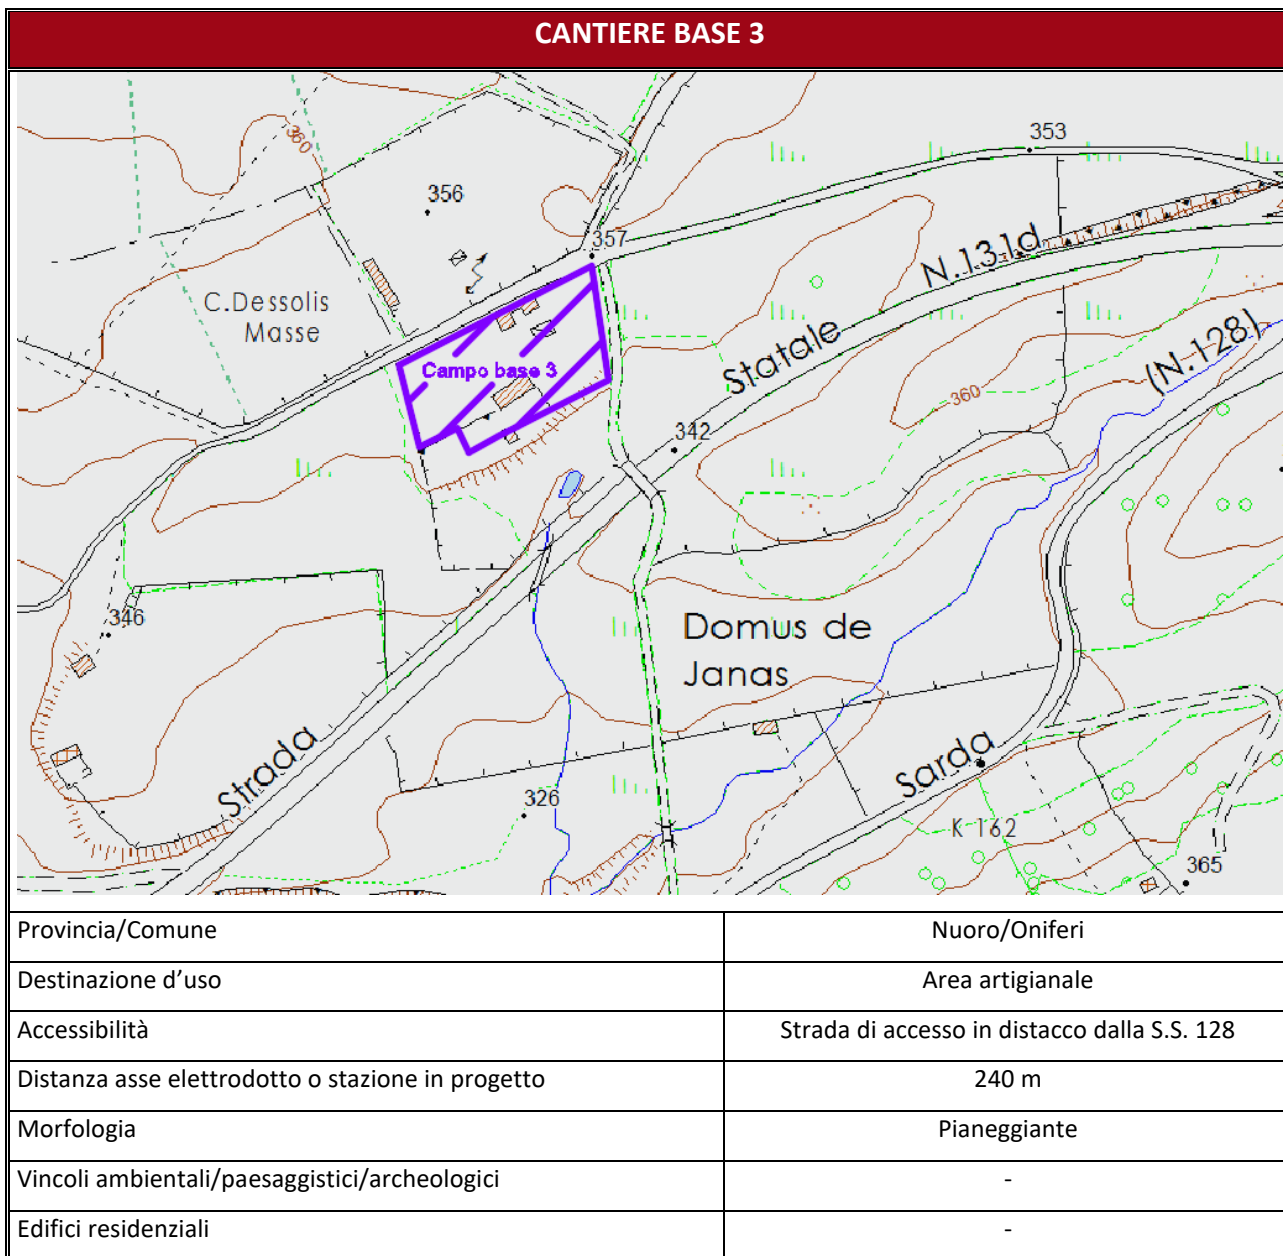 CANTIERE BASE 3
360
353
356
357
N.131d
C.Dessolis
Masse
Statale
(N.128)
Campo base 3
360
342
346
Domus de
Janas
Strada
Sarda
326
K 162
365
Provincia/Comune Nuoro/Oniferi
Destinazione d’uso Area artigianale
Accessibilità Strada di accesso in distacco dalla S.S. 128
Distanza asse elettrodotto o stazione in progetto 240 m
Morfologia Pianeggiante
Vincoli ambientali/paesaggistici/archeologici -
Edifici residenziali -